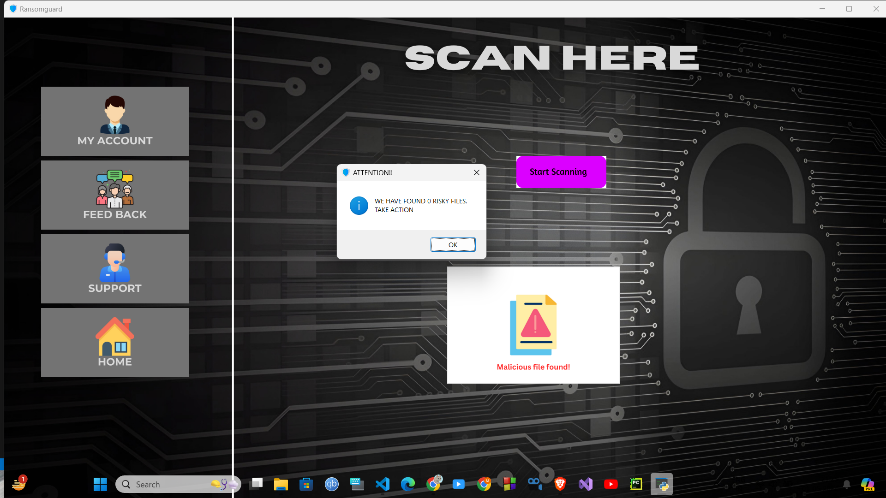 Ransomguard
SCAN HERE
MY ACCOUNT
FEED BACK
SUPPORT
HOME
Start Scanning
ATTENTION!!
WE HAVE FOUND 0 RISKY FILES.
TAKE ACTION
OK
Malicious file found!
1
Search